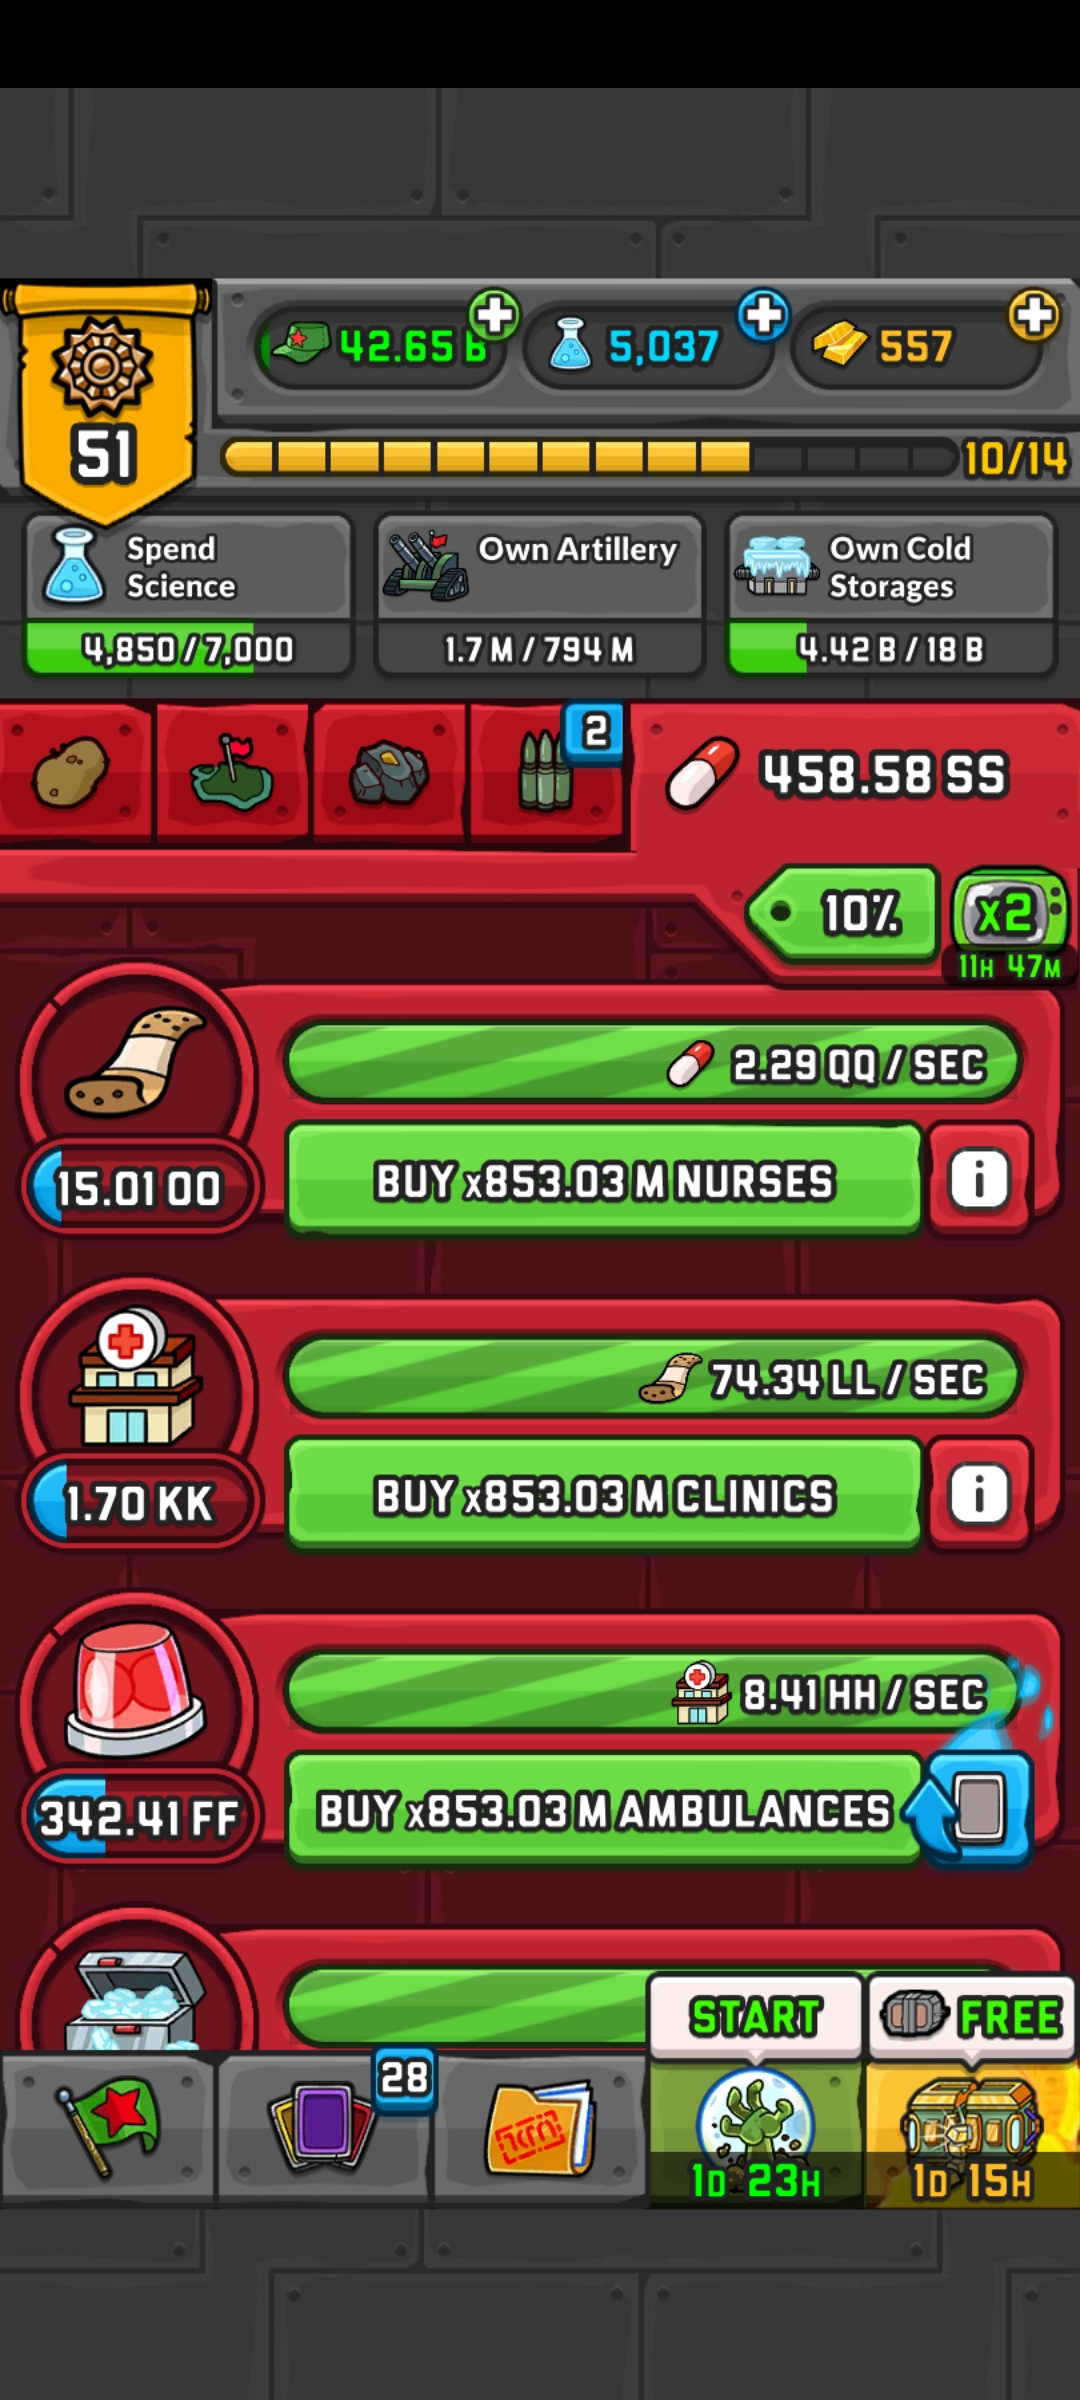 42.65 B
5,037
557
51
10/14
Spend
Science
4,850/7,000
Own Artillery
1.7 M/794 M
Own Cold
Storages
4.42 B/18 B
2
458.58 SS
10%
x2
11H 47M
2.29 QQ/SEC
15.01 OO
BUY x853.03 M NURSES
i
74.34 LL/SEC
1.70 KK
BUY x853.03 M CLINICS
i
8.41 HH/SEC
342.41 FF
BUY x853.03 M AMBULANCES
START
FREE
28
1D 23H
1D 15H